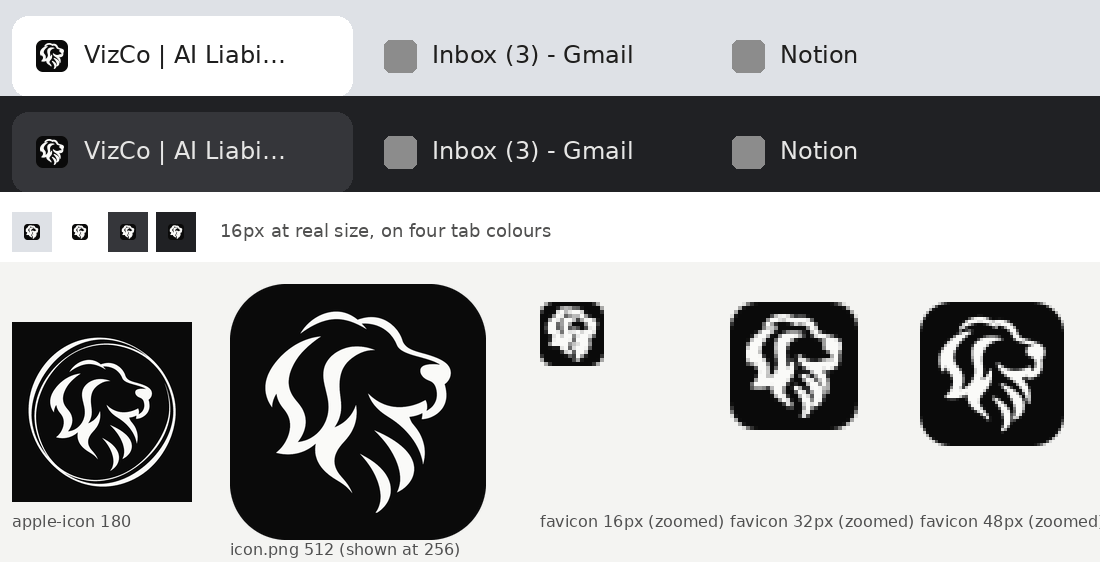 VizCo | AI Liabi… Inbox (3) - Gmail Notion
VizCo | AI Liabi… Inbox (3) - Gmail Notion
16px at real size, on four tab colours
apple-icon 180 favicon 16px (zoomed) favicon 32px (zoomed) favicon 48px (zoomed)
icon.png 512 (shown at 256)